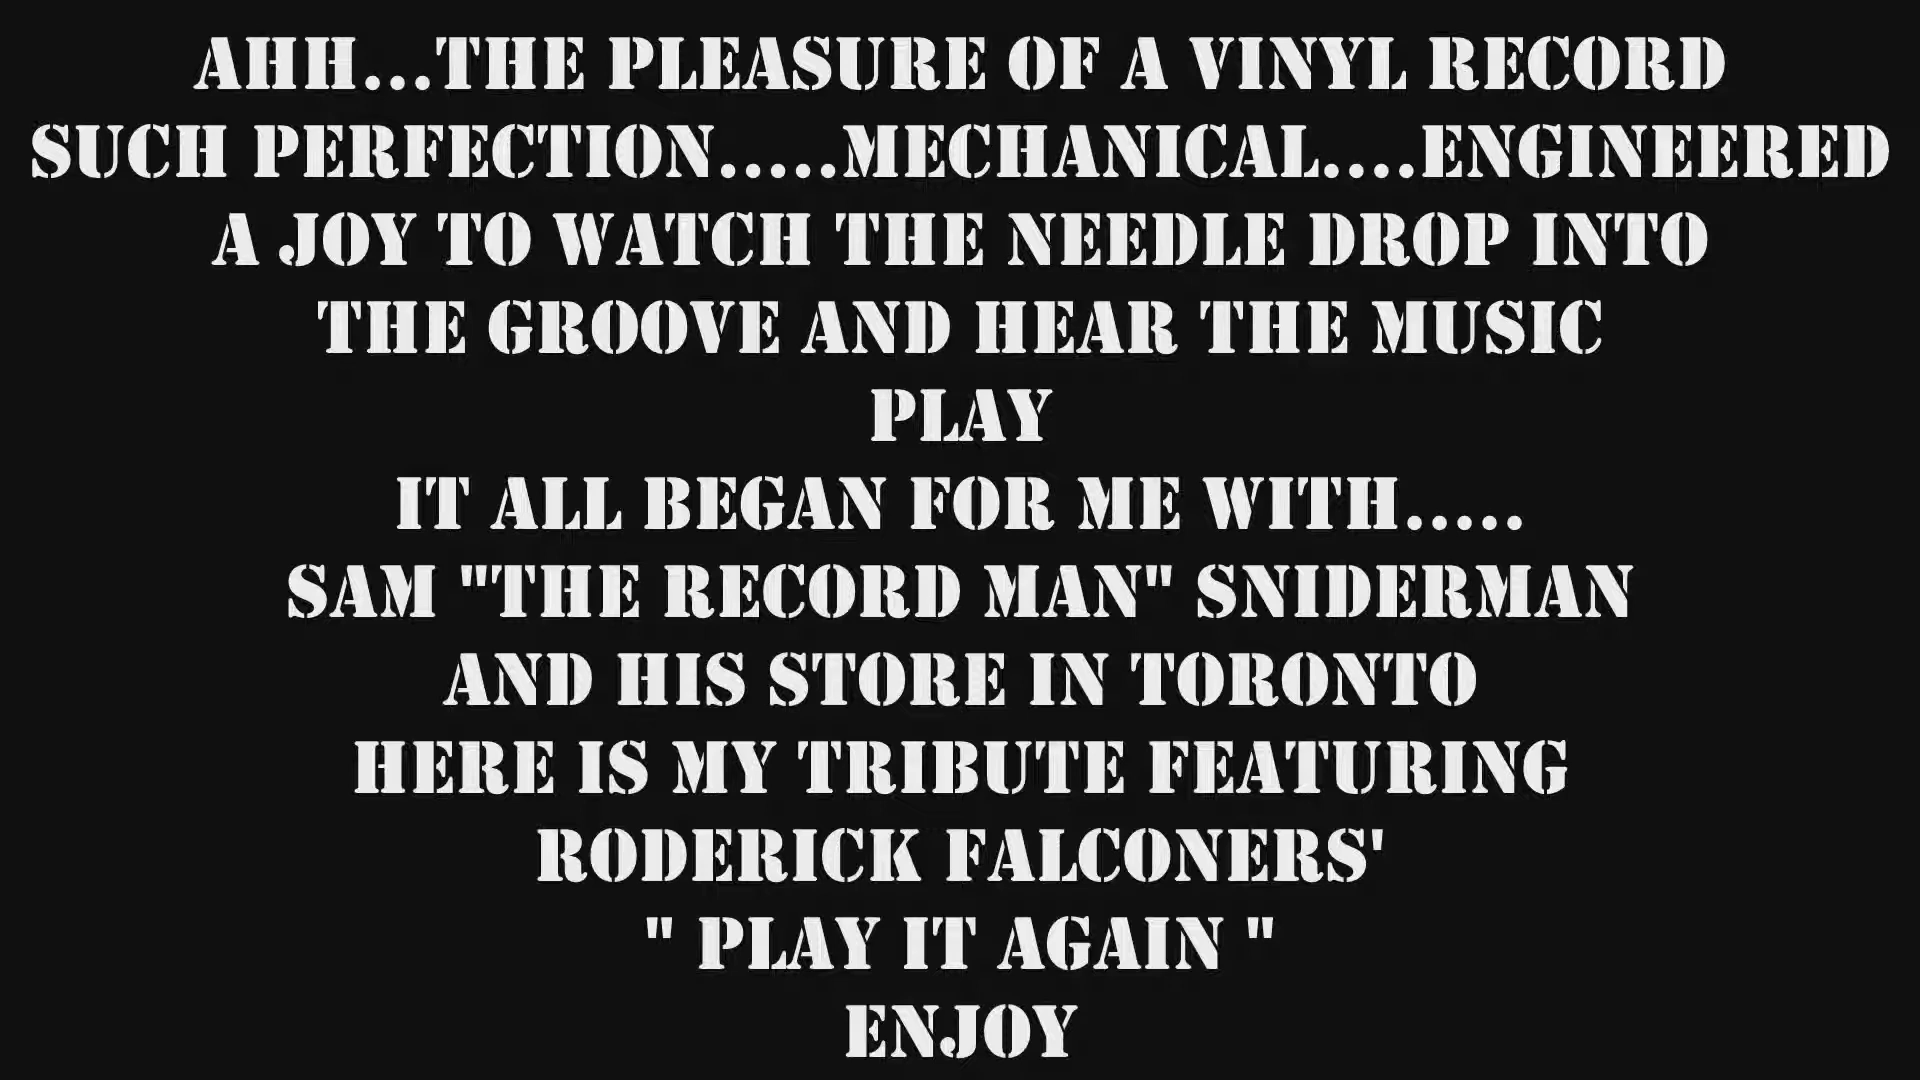 AHH...THE PLEASURE OF A VINYL RECORD
SUCH PERFECTION.....MECHANICAL....ENGINEERED
A JOY TO WATCH THE NEEDLE DROP INTO
THE GROOVE AND HEAR THE MUSIC
PLAY
IT ALL BEGAN FOR ME WITH.....
SAM "THE RECORD MAN" SNIDERMAN
AND HIS STORE IN TORONTO
HERE IS MY TRIBUTE FEATURING
RODERICK FALCONERS'
" PLAY IT AGAIN "
ENJOY